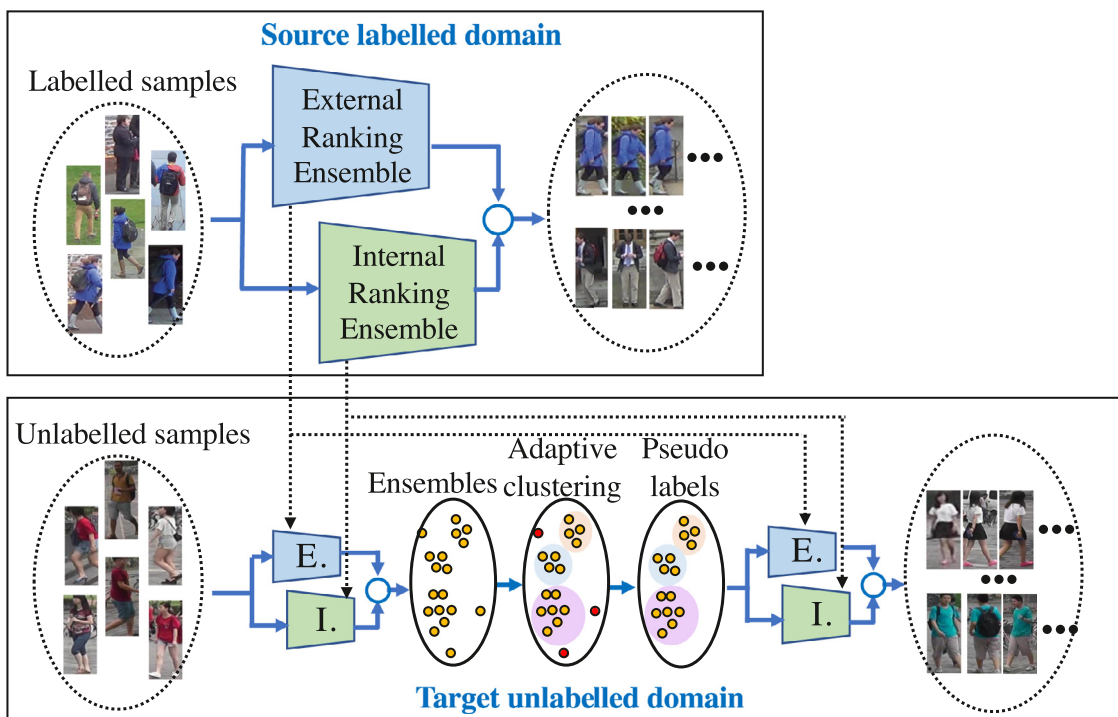 Source labelled domain
Labelled samples
External
Ranking
Ensemble
Internal
Ranking
Ensemble
Unlabelled samples
Ensembles
Adaptive
clustering
Pseudo
labels
E.
I.
E.
I.
Target unlabelled domain